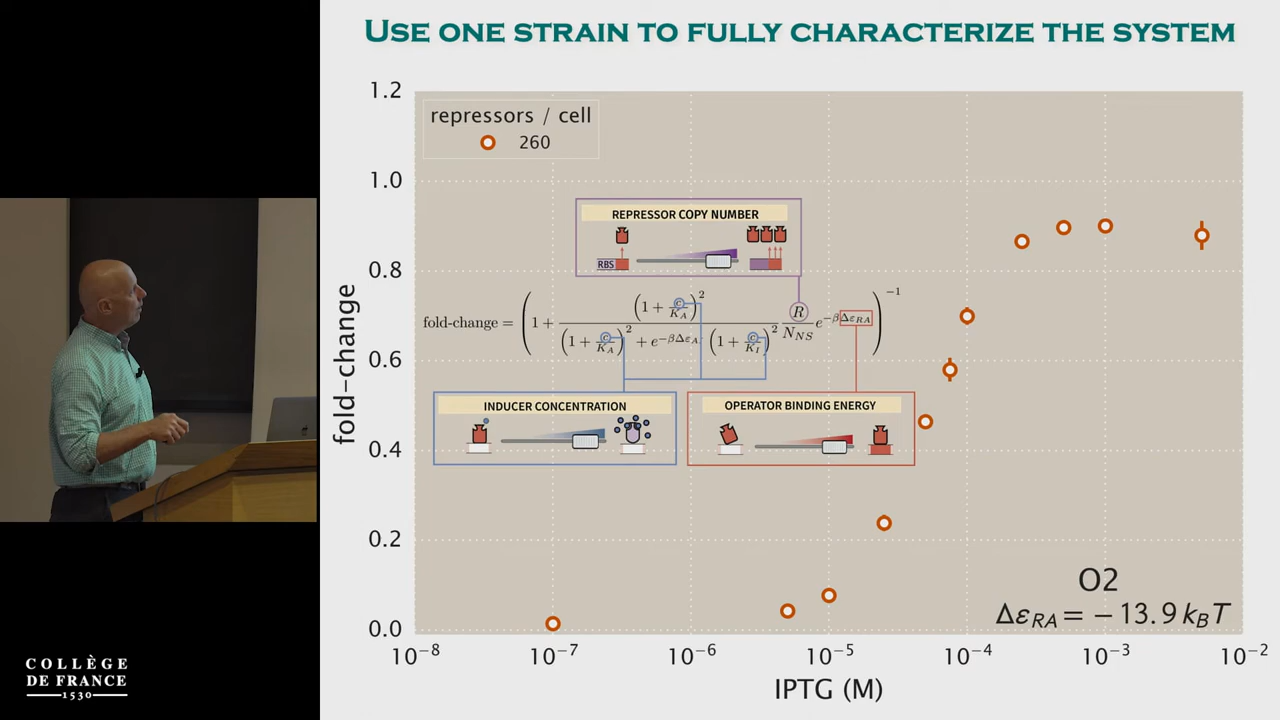 USE ONE STRAIN TO FULLY CHARACTERIZE THE SYSTEM
1.2
1.0
0.8
0.6
0.4
0.2
0.0
fold-change
repressors / cell
260
REPRESSOR COPY NUMBER
RBS
fold-change = (1 + (1 + c/K_A)^2 / ((1 + c/K_A)^2 + e^{-βΔε_A} (1 + c/K_I)^2) R/N_NS e^{-βΔε_RA})^{-1}
INDUCER CONCENTRATION
OPERATOR BINDING ENERGY
O2
Δε_RA = −13.9 k_BT
10^-8
10^-7
10^-6
10^-5
10^-4
10^-3
10^-2
IPTG (M)
COLLÈGE
DE FRANCE
1530